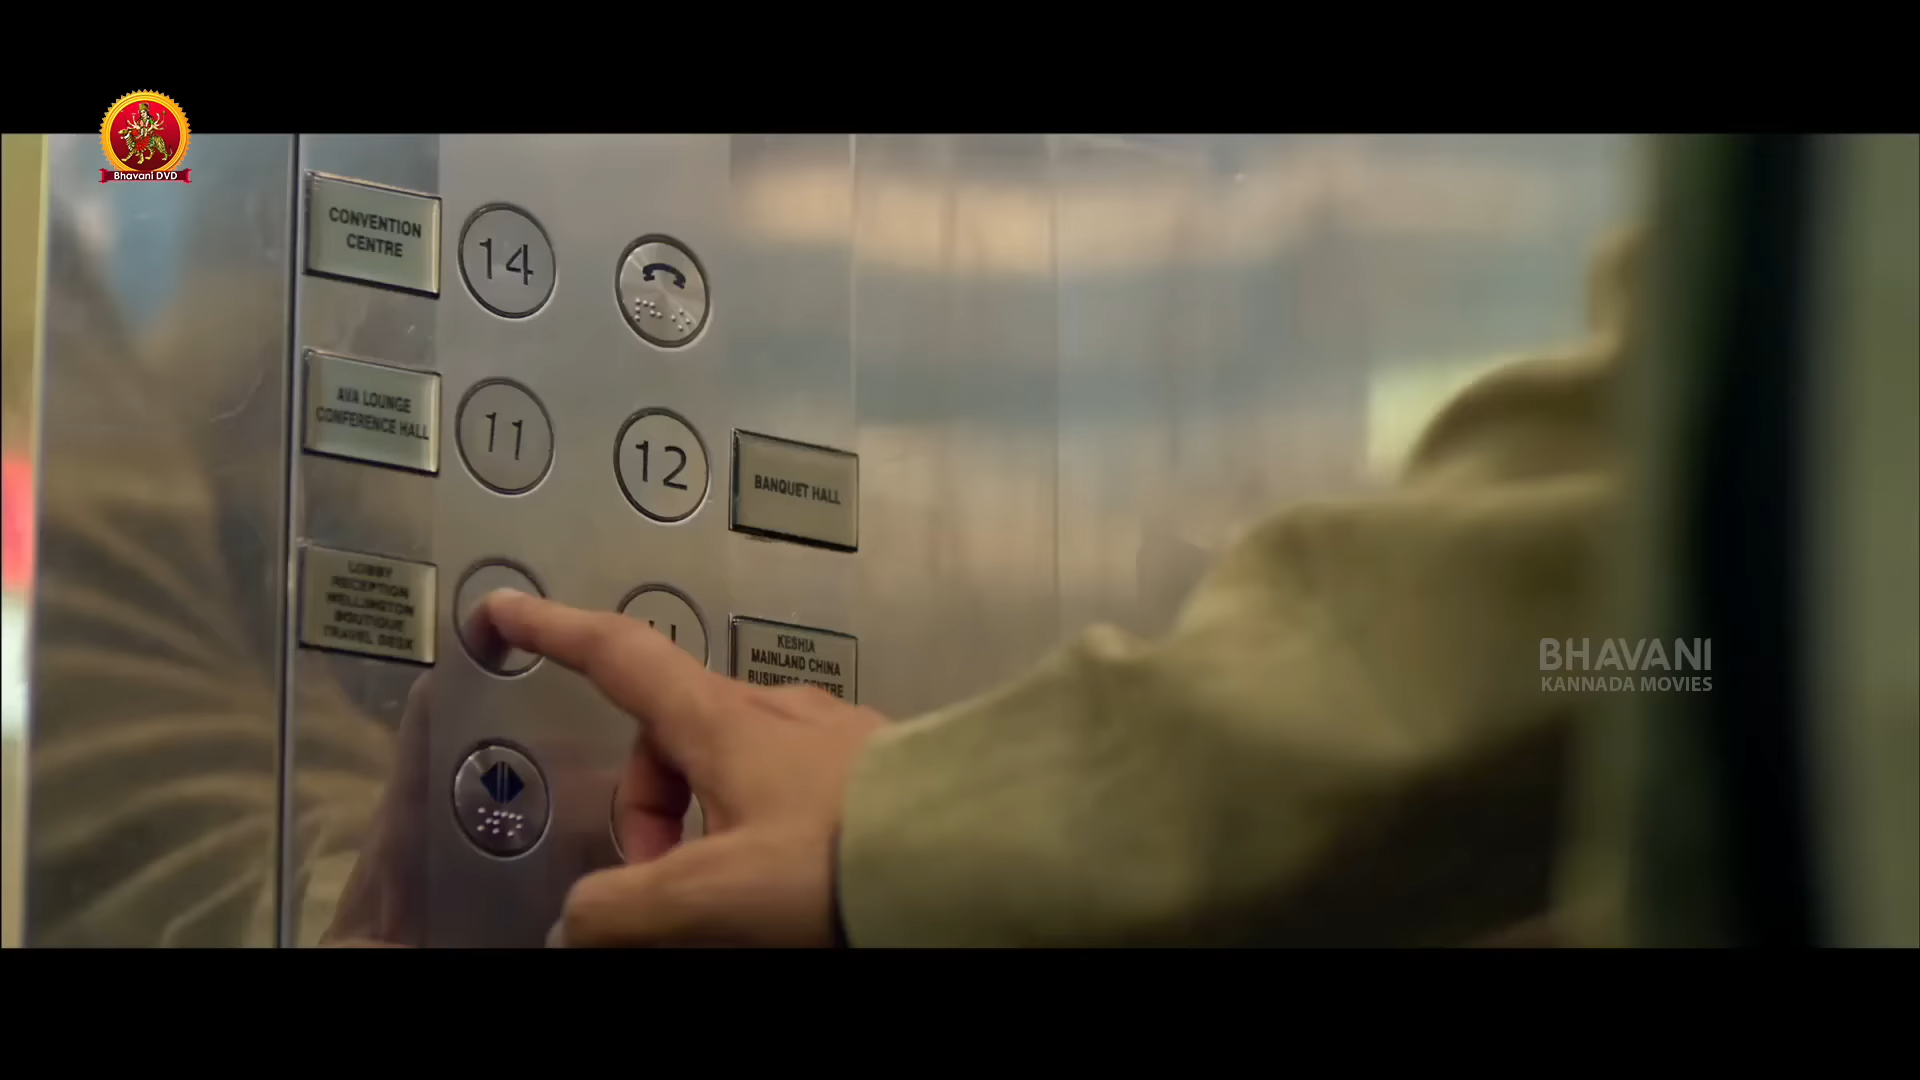 Bhavani DVD
CONVENTION
CENTRE
14
AVA LOUNGE
CONFERENCE HALL
11
12
BANQUET HALL
LOBBY
RECEPTION
WELLINGTON
BOUTIQUE
TRAVEL DESK
KESHIA
MAINLAND CHINA
BUSINESS CENTRE
BHAVANI
KANNADA MOVIES